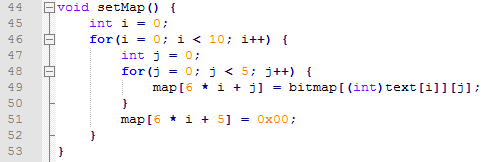 44 void setMap() {
45 int i = 0;
46 for(i = 0; i < 10; i++) {
47 int j = 0;
48 for(j = 0; j < 5; j++) {
49 map[6 * i + j] = bitmap[(int)text[i]][j];
50 }
51 map[6 * i + 5] = 0x00;
52 }
53 }